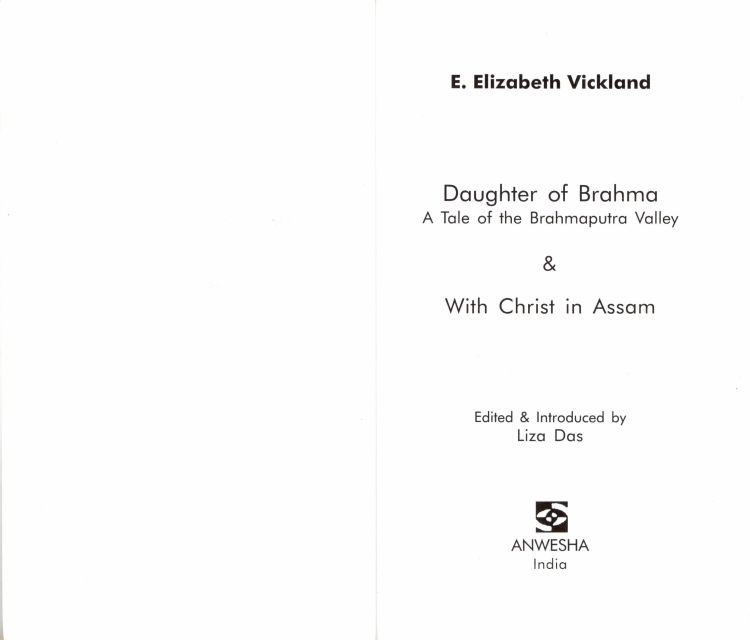 E. Elizabeth Vickland
Daughter of Brahma
A Tale of the Brahmaputra Valley
&
With Christ in Assam
Edited & Introduced by
Liza Das
ANWESHA
India